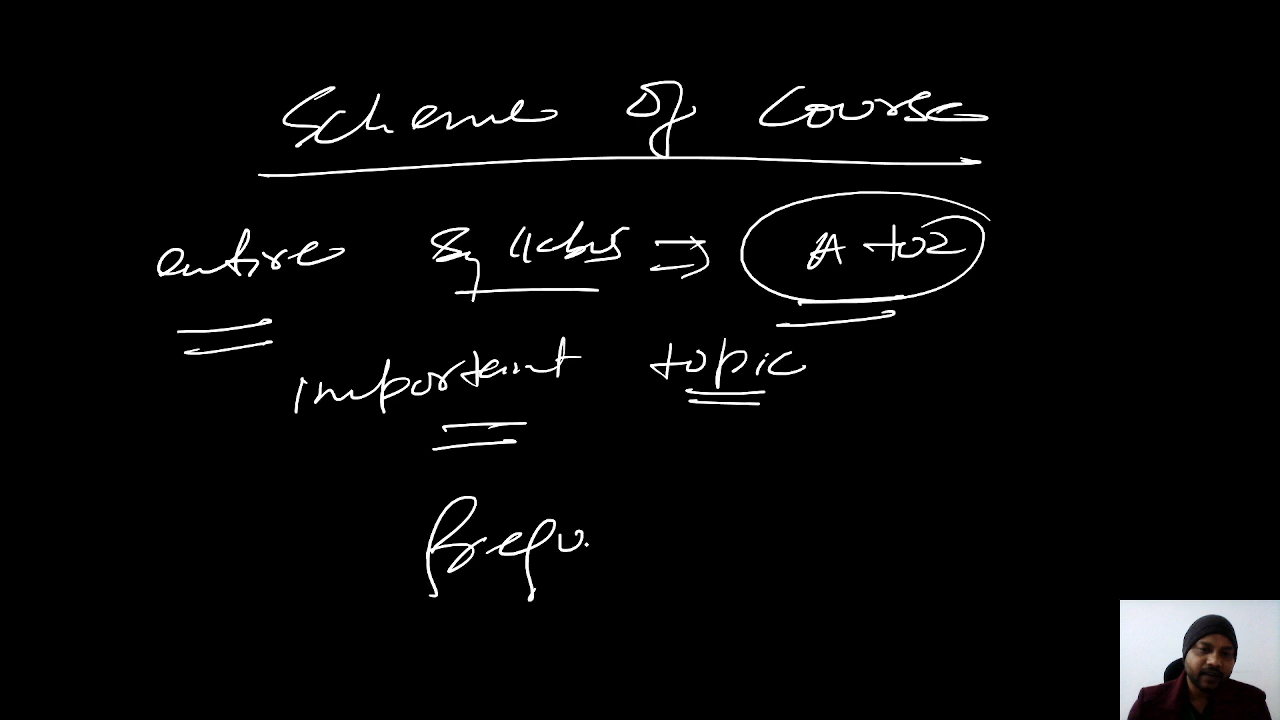 Scheme of course
entire Syllabus ⇒ A to Z
important topic
frequ